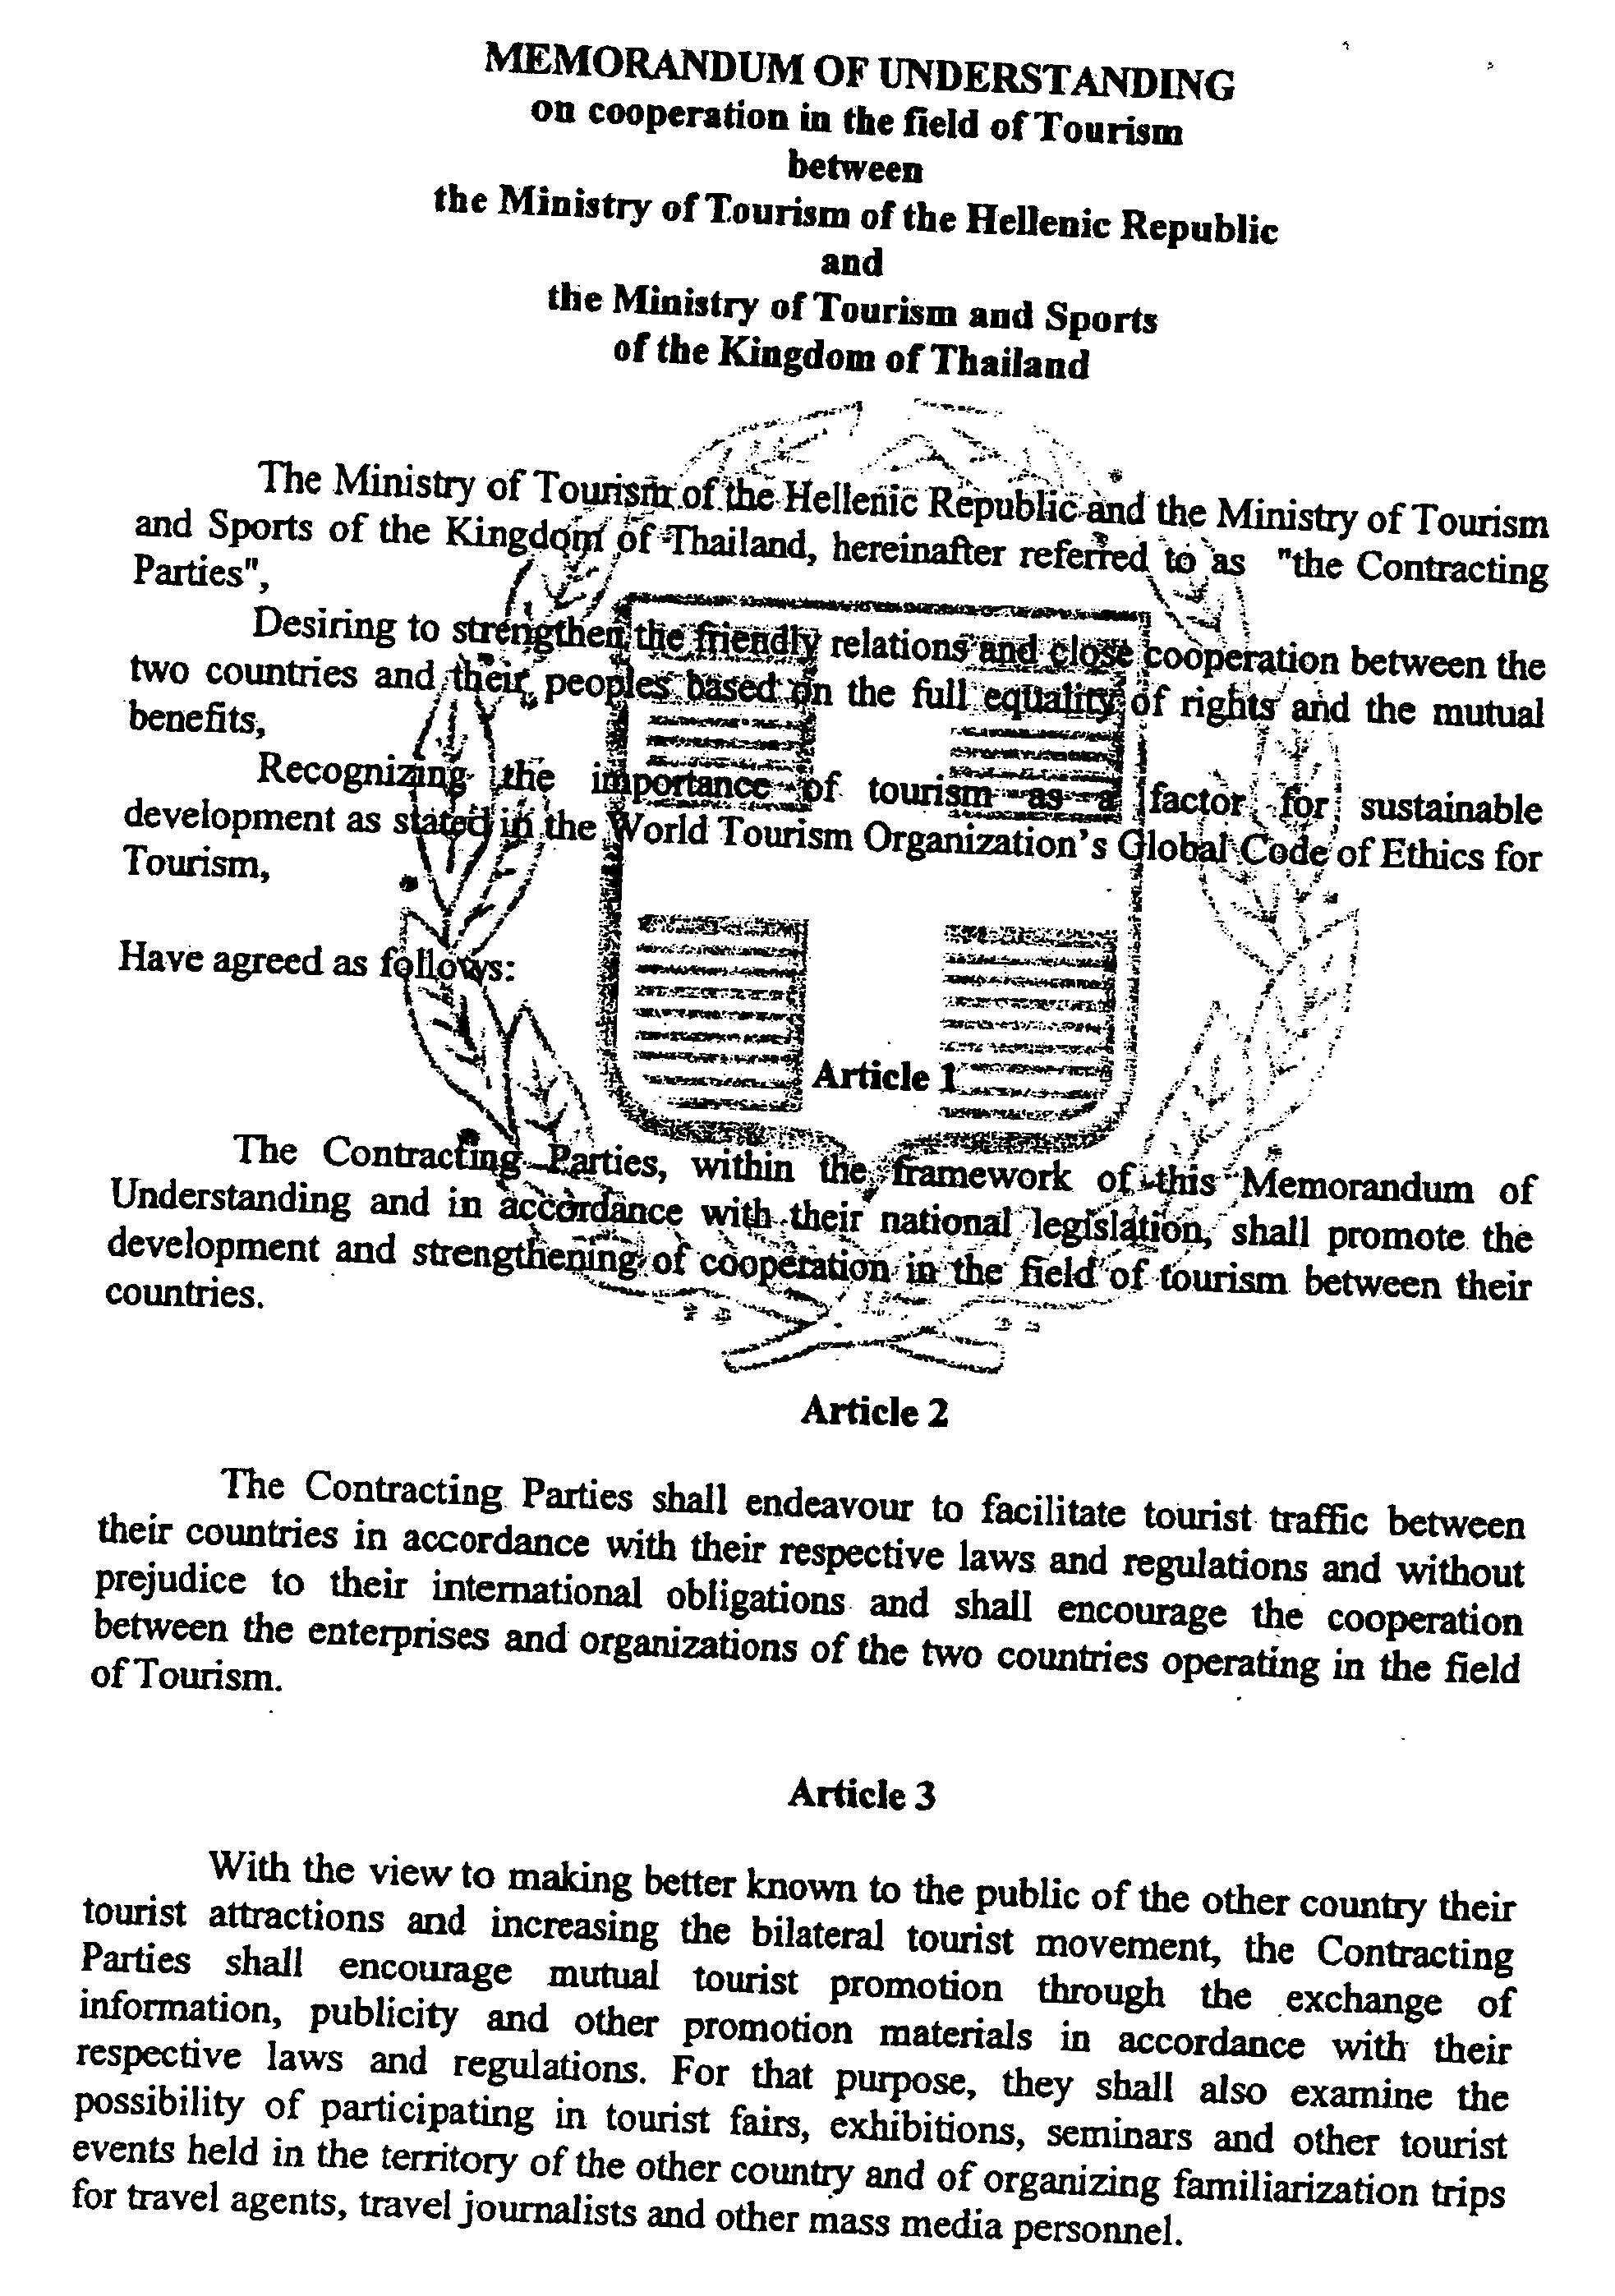 MEMORANDUM OF UNDERSTANDING
on cooperation in the field of Tourism
between
the Ministry of Tourism of the Hellenic Republic
and
the Ministry of Tourism and Sports
of the Kingdom of Thailand
The Ministry of Tourism of the Hellenic Republic and the Ministry of Tourism
and Sports of the Kingdom of Thailand, hereinafter referred to as "the Contracting
Parties",
Desiring to strengthen the friendly relations and close cooperation between the
two countries and their peoples based on the full equality of rights and the mutual
benefits,
Recognizing the importance of tourism as a factor for sustainable
development as stated in the World Tourism Organization's Global Code of Ethics for
Tourism,
Have agreed as follows:
Article 1
The Contracting Parties, within the framework of this Memorandum of
Understanding and in accordance with their national legislation, shall promote the
development and strengthening of cooperation in the field of tourism between their
countries.
Article 2
The Contracting Parties shall endeavour to facilitate tourist traffic between
their countries in accordance with their respective laws and regulations and without
prejudice to their international obligations and shall encourage the cooperation
between the enterprises and organizations of the two countries operating in the field
of Tourism.
Article 3
With the view to making better known to the public of the other country their
tourist attractions and increasing the bilateral tourist movement, the Contracting
Parties shall encourage mutual tourist promotion through the exchange of
information, publicity and other promotion materials in accordance with their
respective laws and regulations. For that purpose, they shall also examine the
possibility of participating in tourist fairs, exhibitions, seminars and other tourist
events held in the territory of the other country and of organizing familiarization trips
for travel agents, travel journalists and other mass media personnel.